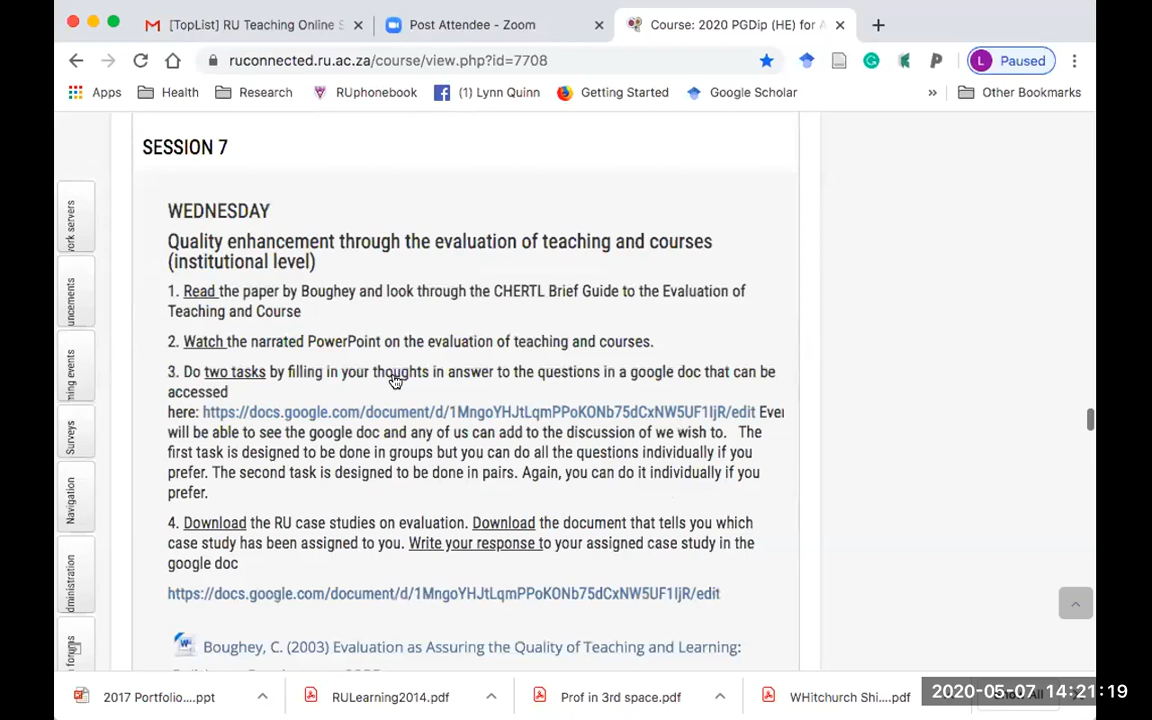 [TopList] RU Teaching Online S
Post Attendee - Zoom
Course: 2020 PGDip (HE) for A
ruconnected.ru.ac.za/course/view.php?id=7708
L Paused
Apps Health Research RUphonebook (1) Lynn Quinn Getting Started Google Scholar » Other Bookmarks
SESSION 7
WEDNESDAY
Quality enhancement through the evaluation of teaching and courses
(institutional level)
1. Read the paper by Boughey and look through the CHERTL Brief Guide to the Evaluation of
Teaching and Course
2. Watch the narrated PowerPoint on the evaluation of teaching and courses.
3. Do two tasks by filling in your thoughts in answer to the questions in a google doc that can be
accessed
here: https://docs.google.com/document/d/1MngoYHJtLqmPPoKONb75dCxNW5UF1IjR/edit Ever
will be able to see the google doc and any of us can add to the discussion of we wish to. The
first task is designed to be done in groups but you can do all the questions individually if you
prefer. The second task is designed to be done in pairs. Again, you can do it individually if you
prefer.
4. Download the RU case studies on evaluation. Download the document that tells you which
case study has been assigned to you. Write your response to your assigned case study in the
google doc
https://docs.google.com/document/d/1MngoYHJtLqmPPoKONb75dCxNW5UF1IjR/edit
Boughey, C. (2003) Evaluation as Assuring the Quality of Teaching and Learning:
ork servers
uncements
ming events
Surveys
Navigation
dministration
forums
2017 Portfolio....ppt
RULearning2014.pdf
Prof in 3rd space.pdf
WHitchurch Shi....pdf
2020-05-07 14:21:19